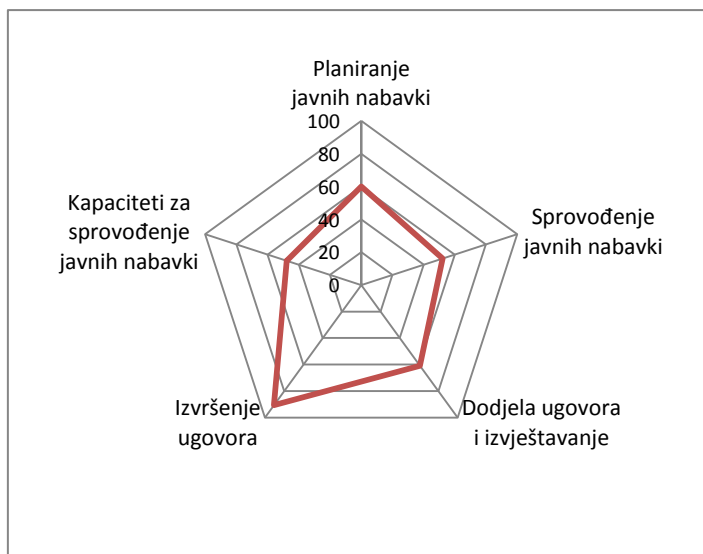 Planiranje
javnih nabavki
100
80
60
40
20
0
Sprovođenje
javnih nabavki
Dodjela ugovora
i izvještavanje
Izvršenje
ugovora
Kapaciteti za
sprovođenje
javnih nabavki